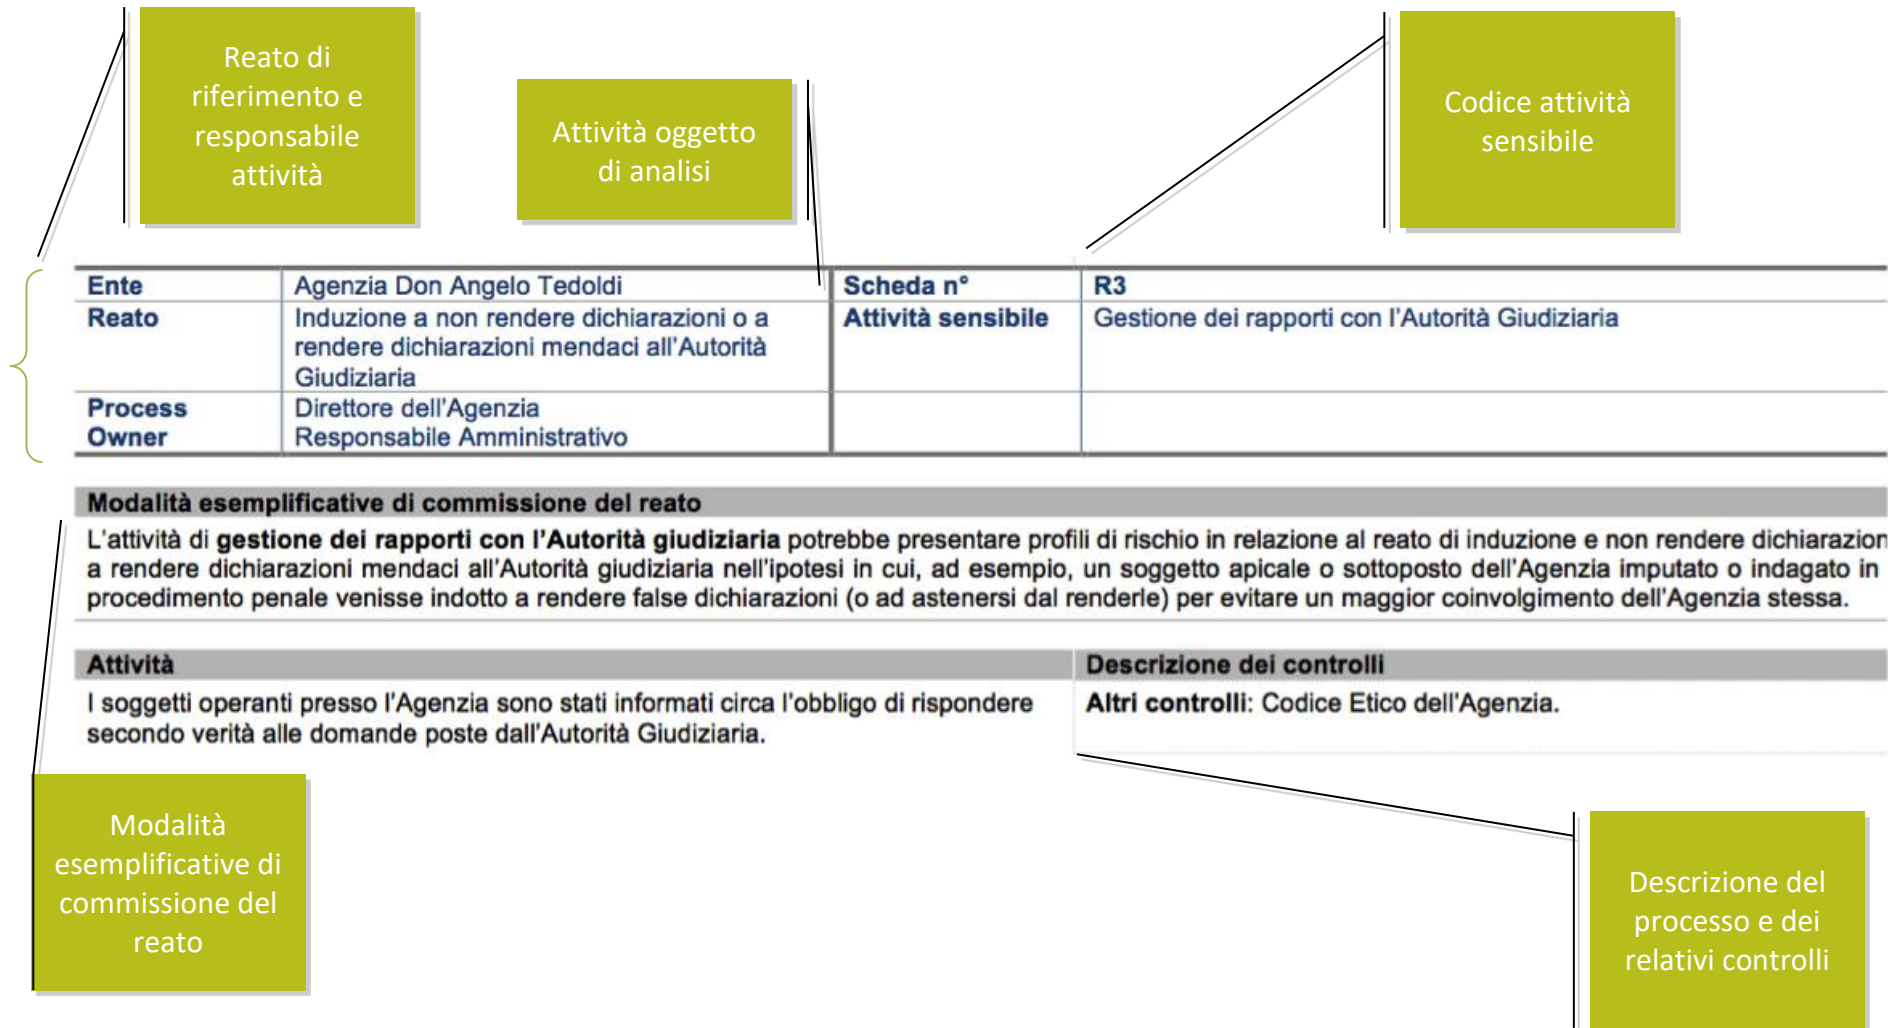 Reato di
riferimento e
responsabile
attività
Attività oggetto
di analisi
Codice attività
sensibile
Ente Agenzia Don Angelo Tedoldi Scheda n° R3
Reato Induzione a non rendere dichiarazioni o a Attività sensibile Gestione dei rapporti con l'Autorità Giudiziaria
rendere dichiarazioni mendaci all'Autorità
Giudiziaria
Process Direttore dell'Agenzia
Owner Responsabile Amministrativo
Modalità esemplificative di commissione del reato
L'attività di gestione dei rapporti con l'Autorità giudiziaria potrebbe presentare profili di rischio in relazione al reato di induzione e non rendere dichiarazion
a rendere dichiarazioni mendaci all'Autorità giudiziaria nell'ipotesi in cui, ad esempio, un soggetto apicale o sottoposto dell'Agenzia imputato o indagato in
procedimento penale venisse indotto a rendere false dichiarazioni (o ad astenersi dal renderle) per evitare un maggior coinvolgimento dell'Agenzia stessa.
Attività Descrizione dei controlli
I soggetti operanti presso l'Agenzia sono stati informati circa l'obbligo di rispondere Altri controlli: Codice Etico dell'Agenzia.
secondo verità alle domande poste dall'Autorità Giudiziaria.
Modalità
esemplificative di
commissione del
reato
Descrizione del
processo e dei
relativi controlli